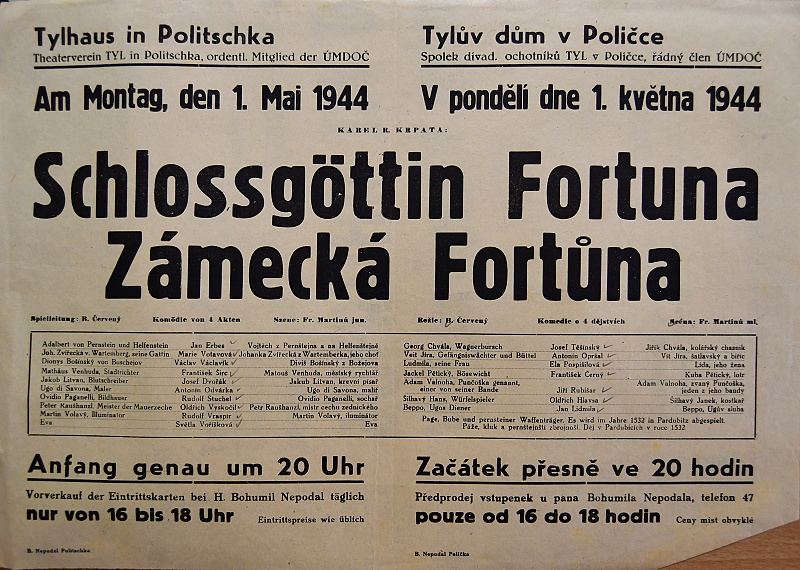 Tylhaus in Politschka
Theaterverein TYL in Politschka, ordentl. Mitglied der ÚMDOČ
Am Montag, den 1. Mai 1944
Tylův dům v Poličce
Spolek divad. ochotníků TYL v Poličce, řádný člen ÚMDOČ
V pondělí dne 1. května 1944
KAREL R. KRPATA:
Schlossgöttin Fortuna
Zámecká Fortůna
Spielleitung: B. Červený Komödie von 4 Akten Szene: Fr. Martinů jun.
Režie: B. Červený Komedie o 4 dějstvích Scéna: Fr. Martinů ml.
Adalbert von Pernstein und Helfenstein Jan Erbes Vojtěch z Pernštejna a na Helfenštejně
Joh. Zvířecká v. Wartenberg, seine Gattin Marie Votavová Johanka Zvířecká z Wartemberka, jeho choť
Dionys Bošinský von Boscheiov Václav Václavík Diviš Bošinský z Božejova
Mathäus Venhuda, Stadtrichter František Širc Matouš Venhuda, městský rychtář
Jakob Litvan, Blutschreiber Josef Dvořák Jakub Litvan, krevní písař
Ugo di Savona, Maler Antonín Odvárka Ugo di Savona, malíř
Ovidio Paganelli, Bildhauer Rudolf Stuchel Ovidio Paganelli, sochař
Peter Raušhanzl, Meister der Mauerzeche Oldřich Vyskočil Petr Raušhanzl, mistr cechu zednického
Martin Volavý, Illuminator Rudolf Vraspír Martin Volavý, iluminátor
Eva Světla Voříšková Eva
Georg Chvála, Wagnerbursch Josef Těšínský Jiřík Chvála, kolářský chasník
Veit Jíra, Gefängniswächter und Büttel Antonín Opršal Vít Jíra, šatlavský a biřic
Ludmila, seine Frau Ela Pospíšilová Lída, jeho žena
Jackel Pětický, Bösewicht František Černý Kuba Pětický, lotr
Adam Valnoha, Punčoška genannt, einer von seiner Bande Jiří Rubišar Adam Valnoha, zvaný Punčoška, jeden z jeho bandy
Šilhavý Hans, Würfelspieler Oldřich Hlavsa Šilhavý Janek, kostkář
Beppo, Ugos Diener Jan Lidmila Beppo, Ugův sluha
Page, Bube und pernsteiner Waffenträger. Es wird im Jahre 1532 in Pardubitz abgespielt.
Páže, kluk a pernštejnští zbrojnoši. Děj v Pardubicích v roce 1532
Anfang genau um 20 Uhr
Vorverkauf der Eintrittskarten bei H. Bohumil Nepodal täglich
nur von 16 bis 18 Uhr Eintrittspreise wie üblich
B. Nepodal Politschka
Začátek přesně ve 20 hodin
Předprodej vstupenek u pana Bohumila Nepodala, telefon 47
pouze od 16 do 18 hodin Ceny míst obvyklé
B. Nepodal Polička